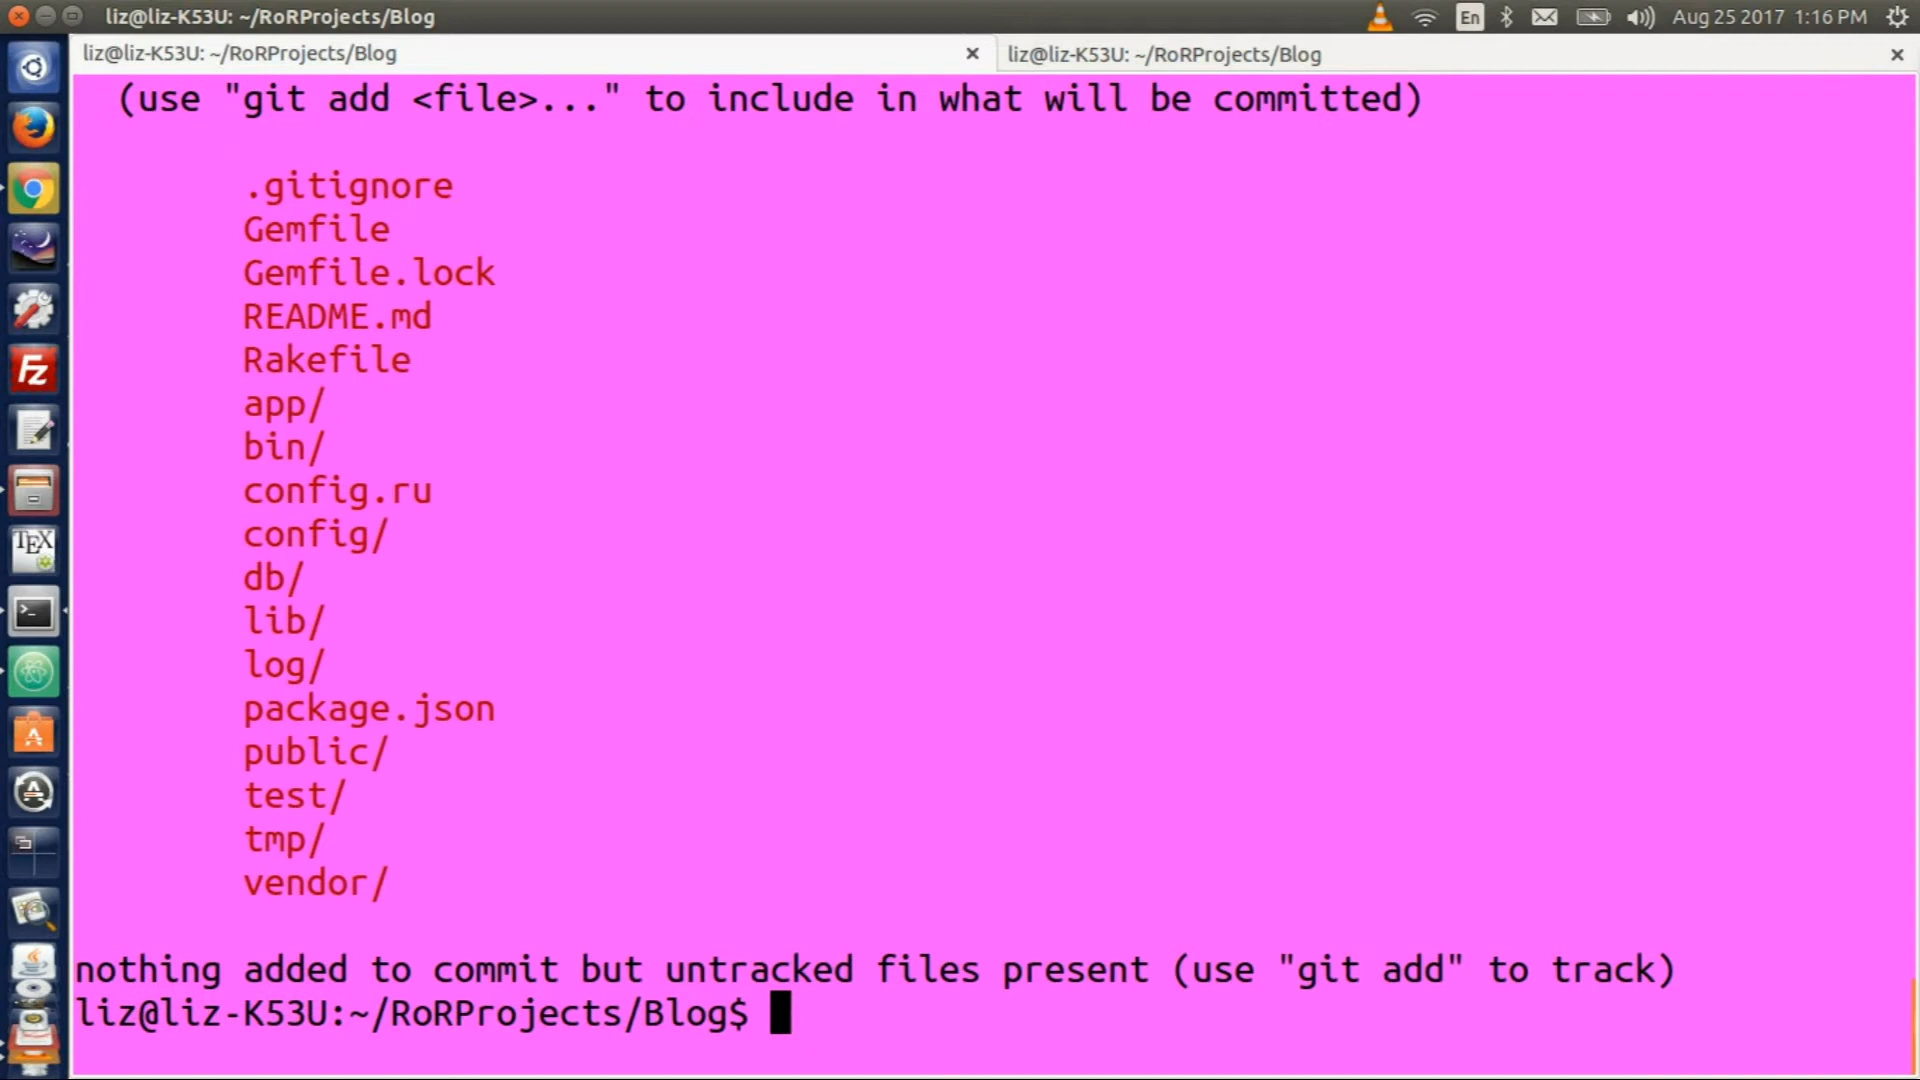 liz@liz-K53U: ~/RoRProjects/Blog
En
Aug 25 2017 1:16 PM
liz@liz-K53U: ~/RoRProjects/Blog
liz@liz-K53U: ~/RoRProjects/Blog
(use "git add <file>..." to include in what will be committed)
.gitignore
Gemfile
Gemfile.lock
README.md
Rakefile
app/
bin/
config.ru
config/
db/
lib/
log/
package.json
public/
test/
tmp/
vendor/
nothing added to commit but untracked files present (use "git add" to track)
liz@liz-K53U:~/RoRProjects/Blog$
Fz
TEX
>_
A
A